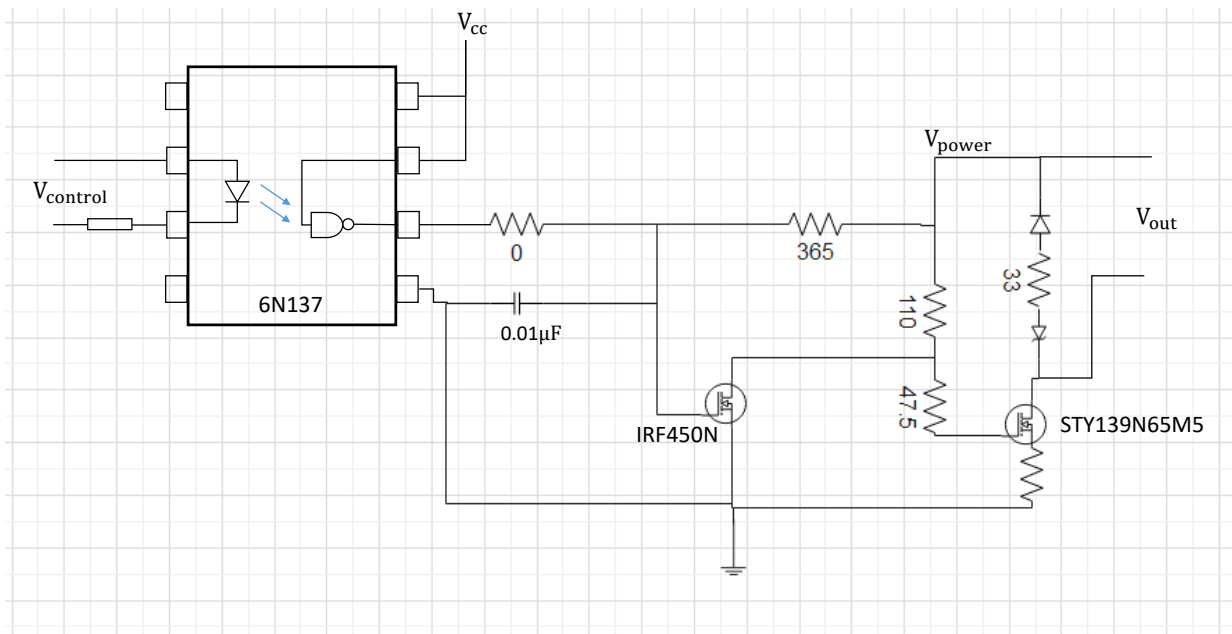 Vcc
Vpower
Vcontrol
Vout
0
365
33
110
6N137
0.01µF
47.5
IRF450N
STY139N65M5